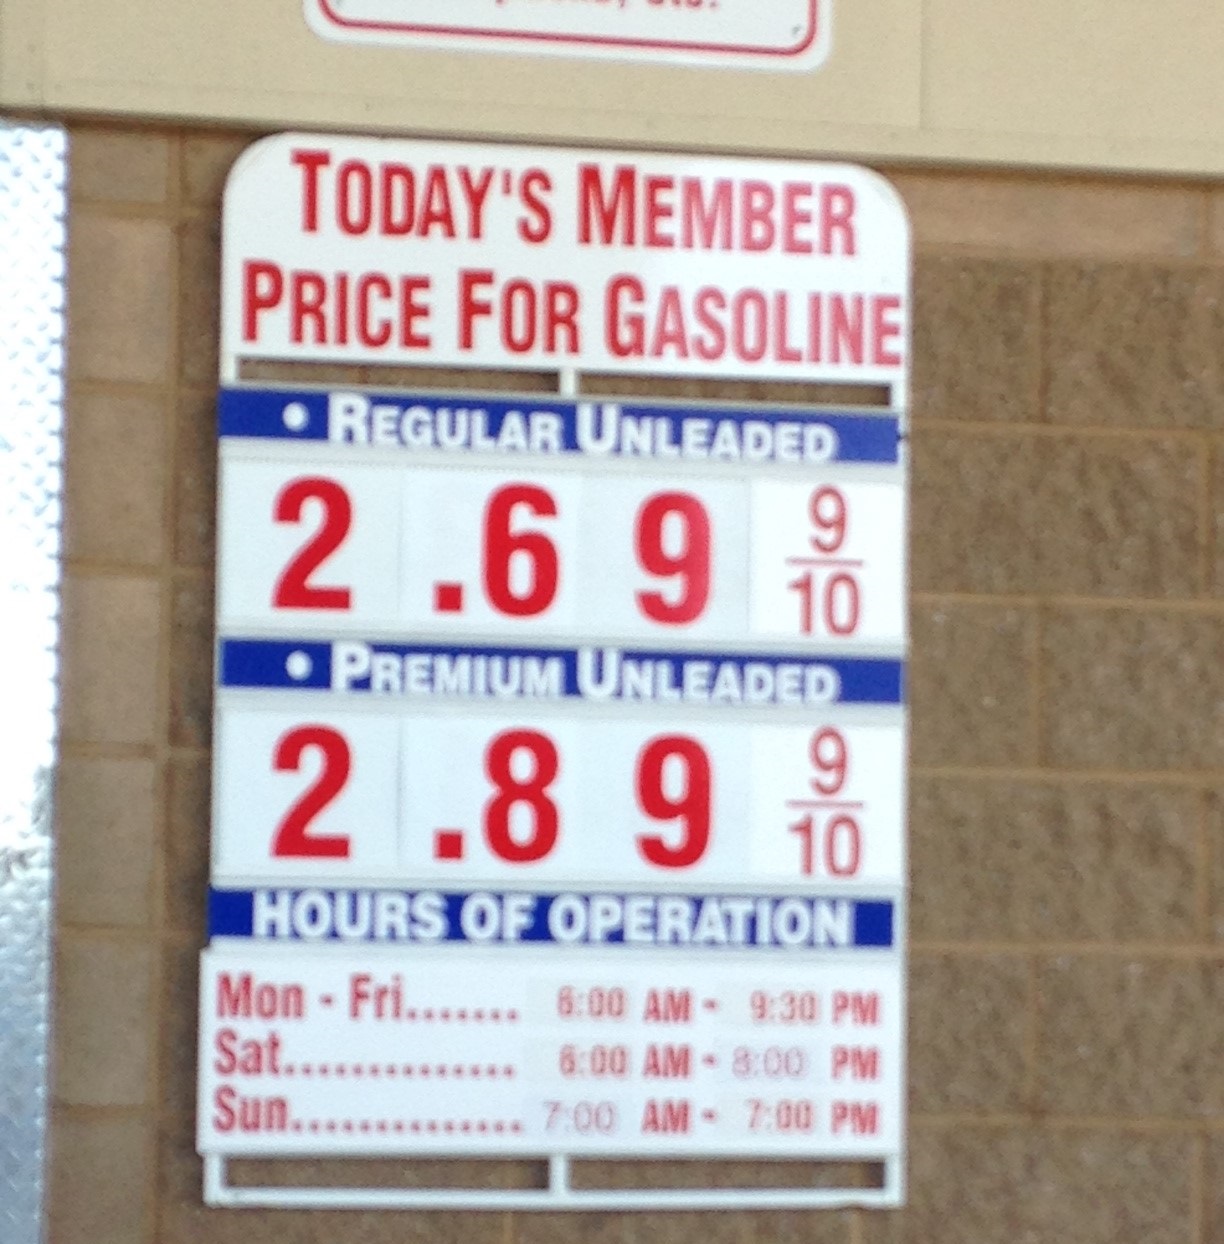 etc.
TODAY'S MEMBER
PRICE FOR GASOLINE
• REGULAR UNLEADED
2.69 9/10
• PREMIUM UNLEADED
2.89 9/10
HOURS OF OPERATION
Mon - Fri....... 6:00 AM - 9:30 PM
Sat.............. 6:00 AM - 8:00 PM
Sun.............. 7:00 AM - 7:00 PM